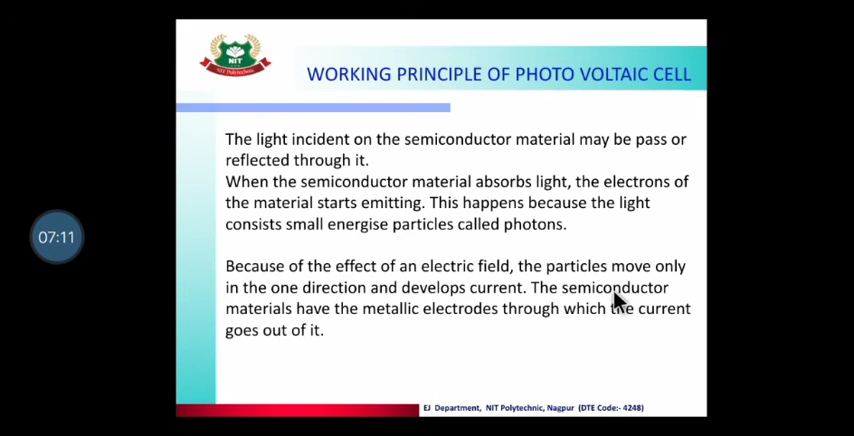 NIT
NIT Polytechnic
WORKING PRINCIPLE OF PHOTO VOLTAIC CELL
The light incident on the semiconductor material may be pass or
reflected through it.
When the semiconductor material absorbs light, the electrons of
the material starts emitting. This happens because the light
consists small energise particles called photons.
07:11
Because of the effect of an electric field, the particles move only
in the one direction and develops current. The semiconductor
materials have the metallic electrodes through which the current
goes out of it.
EJ Department, NIT Polytechnic, Nagpur (DTE Code:- 4248)